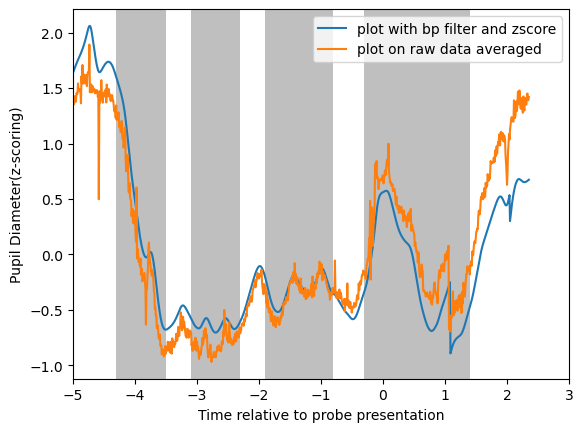 plot with bp filter and zscore
plot on raw data averaged
Pupil Diameter(z-scoring)
2.0
1.5
1.0
0.5
0.0
−0.5
−1.0
−5 −4 −3 −2 −1 0 1 2 3
Time relative to probe presentation